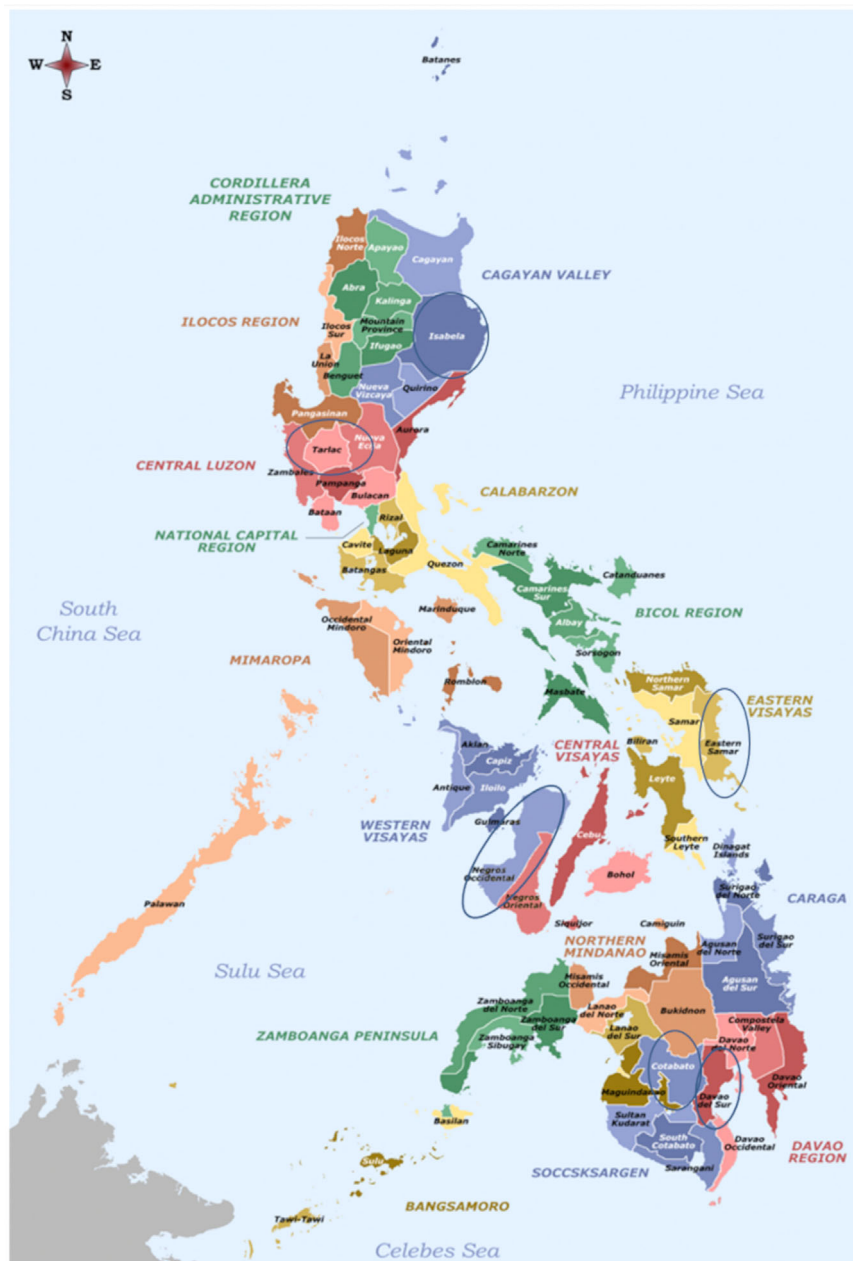 N
W E
S
Batanes
CORDILLERA
ADMINISTRATIVE
REGION
Ilocos
Norte
Apayao
Cagayan
CAGAYAN VALLEY
Abra
Kalinga
ILOCOS REGION
Ilocos
Sur
Mountain
Province
Isabela
Ifugao
La
Union
Benguet
Nueva
Vizcaya
Quirino
Philippine Sea
Pangasinan
Aurora
Tarlac
Nueva
Ecija
CENTRAL LUZON
Zambales
Pampanga
Bulacan
CALABARZON
Bataan
Rizal
NATIONAL CAPITAL
REGION
Cavite
Laguna
Batangas
Quezon
Camarines
Norte
Catanduanes
Camarines
Sur
South
China Sea
Marinduque
BICOL REGION
Albay
Occidental
Mindoro
Oriental
Mindoro
Sorsogon
MIMAROPA
Romblon
Masbate
Northern
Samar
EASTERN
VISAYAS
Samar
Eastern
Samar
Biliran
CENTRAL
VISAYAS
Aklan
Capiz
Antique
Iloilo
Leyte
WESTERN
VISAYAS
Guimaras
Cebu
Southern
Leyte
Dinagat
Islands
Negros
Occidental
Bohol
Negros
Oriental
Surigao
del Norte
CARAGA
Palawan
Siquijor
Camiguin
Agusan
del Norte
Surigao
del Sur
NORTHERN
MINDANAO
Misamis
Oriental
Sulu Sea
Misamis
Occidental
Agusan
del Sur
Zamboanga
del Norte
Lanao
del Norte
Bukidnon
ZAMBOANGA PENINSULA
Zamboanga
del Sur
Zamboanga
Sibugay
Lanao
del Sur
Compostela
Valley
Davao
del Norte
Cotabato
Davao
Oriental
Maguindanao
Davao
del Sur
Basilan
Sultan
Kudarat
South
Cotabato
Davao
Occidental
DAVAO
REGION
Sarangani
SOCCSKSARGEN
Sulu
BANGSAMORO
Tawi-Tawi
Celebes Sea